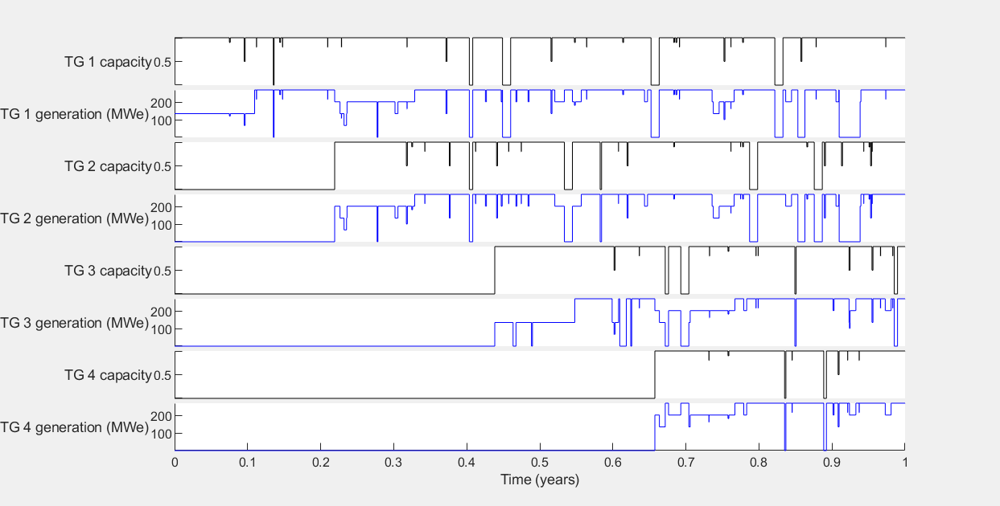 TG 1 capacity 0.5
TG 1 generation (MWe) 200
100
TG 2 capacity 0.5
TG 2 generation (MWe) 200
100
TG 3 capacity 0.5
TG 3 generation (MWe) 200
100
TG 4 capacity 0.5
TG 4 generation (MWe) 200
100
0 0.1 0.2 0.3 0.4 0.5 0.6 0.7 0.8 0.9 1
Time (years)